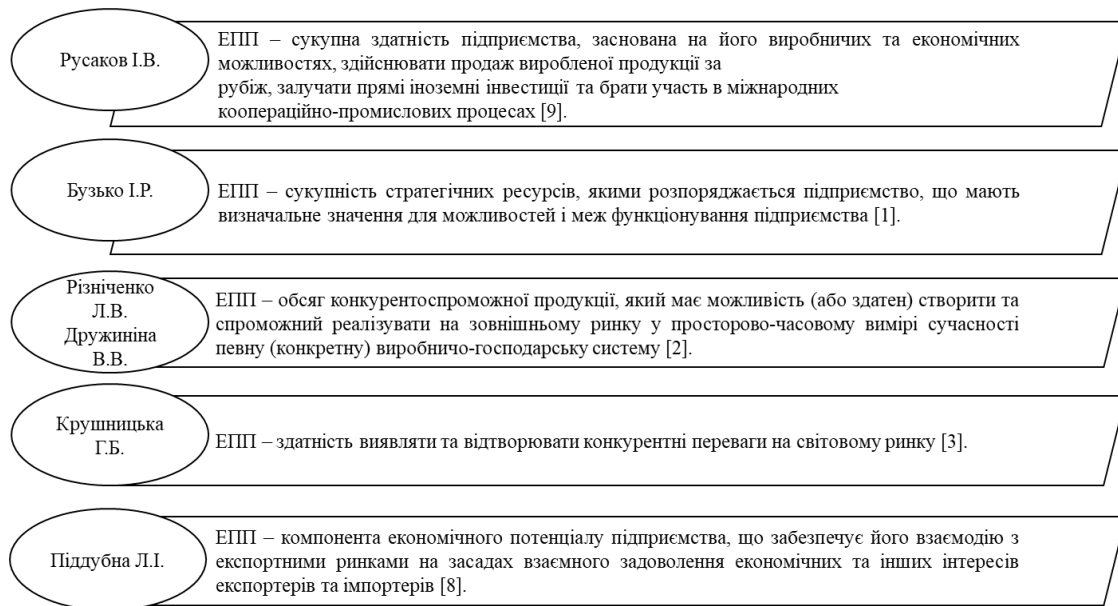 Русаков І.В.
ЕПП – сукупна здатність підприємства, заснована на його виробничих та економічних
можливостях, здійснювати продаж виробленої продукції за
рубіж, залучати прямі іноземні інвестиції та брати участь в міжнародних
коопераційно-промислових процесах [9].
Бузько І.Р.
ЕПП – сукупність стратегічних ресурсів, якими розпоряджається підприємство, що мають
визначальне значення для можливостей і меж функціонування підприємства [1].
Різніченко
Л.В.
Дружиніна
В.В.
ЕПП – обсяг конкурентоспроможної продукції, який має можливість (або здатен) створити та
спроможний реалізувати на зовнішньому ринку у просторово-часовому вимірі сучасності
певну (конкретну) виробничо-господарську систему [2].
Крушницька
Г.Б.
ЕПП – здатність виявляти та відтворювати конкурентні переваги на світовому ринку [3].
Піддубна Л.І.
ЕПП – компонента економічного потенціалу підприємства, що забезпечує його взаємодію з
експортними ринками на засадах взаємного задоволення економічних та інших інтересів
експортерів та імпортерів [8].